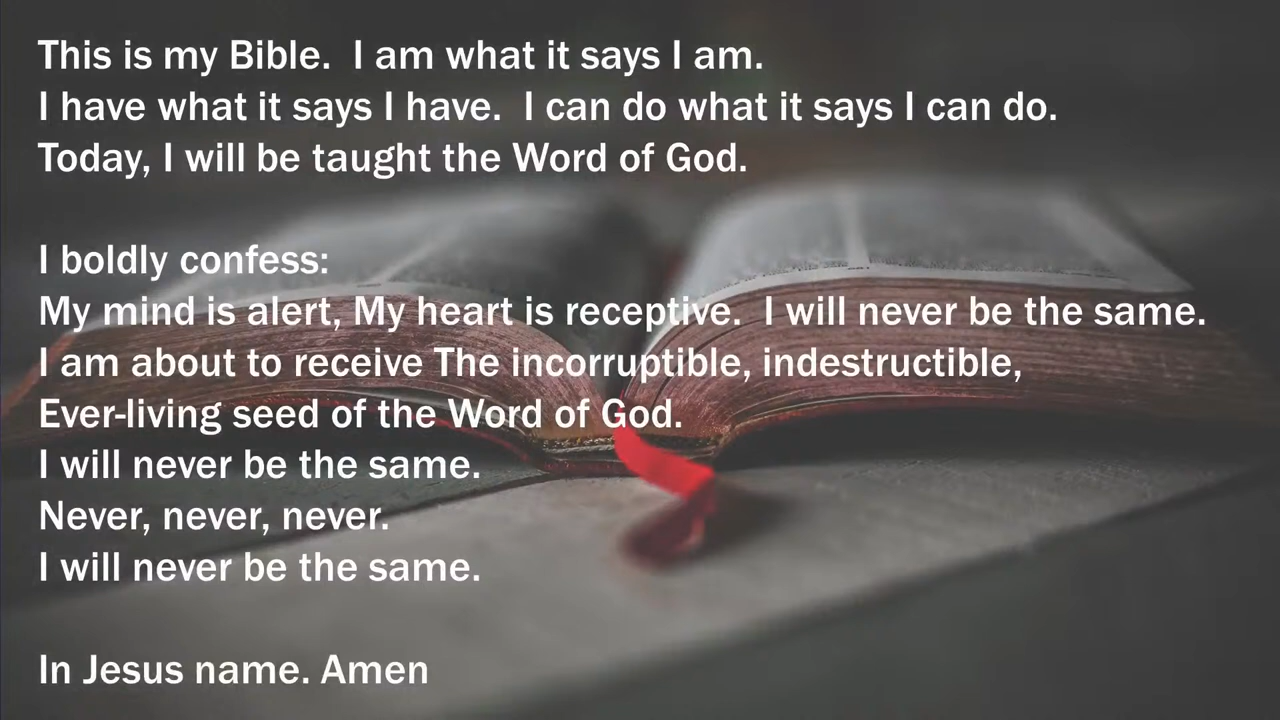 This is my Bible.  I am what it says I am.
I have what it says I have.  I can do what it says I can do.
Today, I will be taught the Word of God.
I boldly confess:
My mind is alert, My heart is receptive.  I will never be the same.
I am about to receive The incorruptible, indestructible,
Ever-living seed of the Word of God.
I will never be the same.
Never, never, never.
I will never be the same.
In Jesus name. Amen